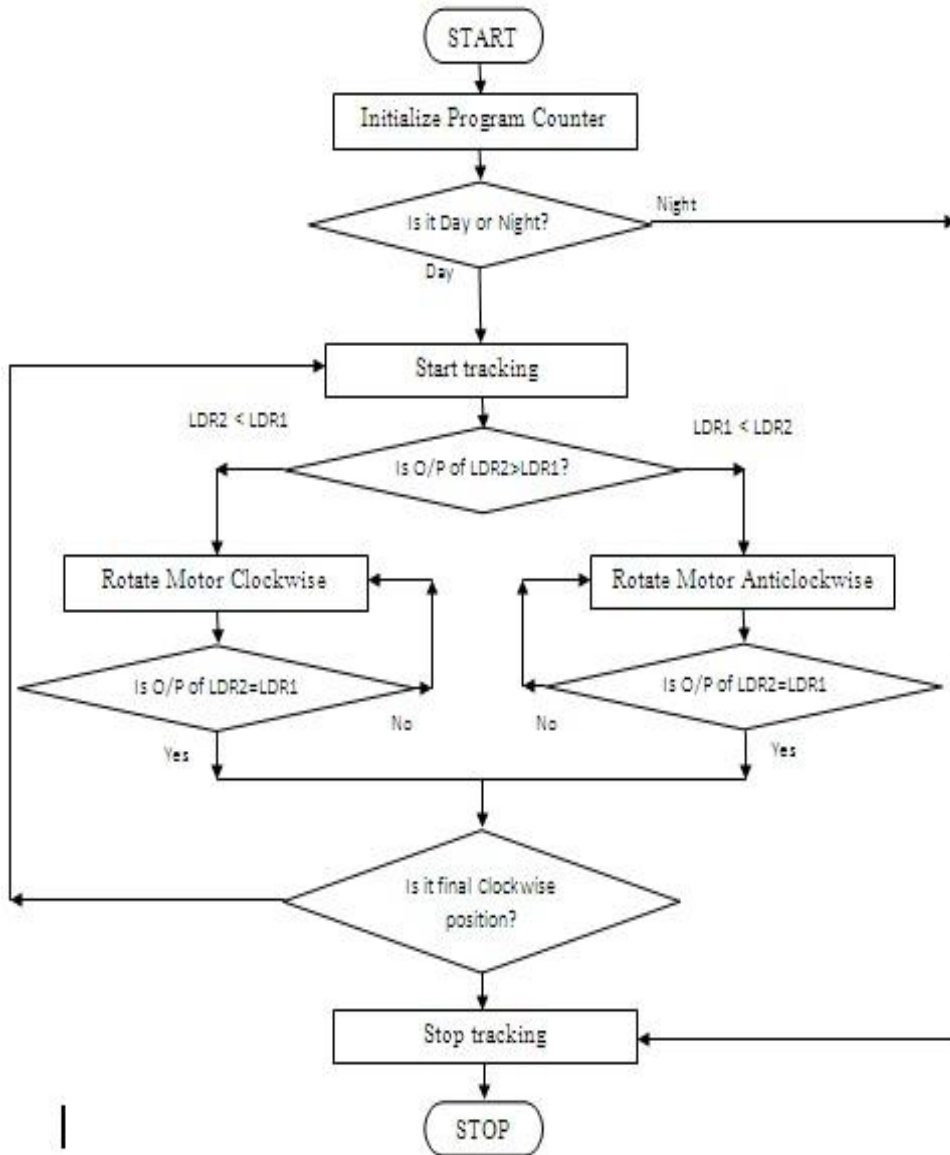 START
Initialize Program Counter
Is it Day or Night?
Night
Day
Start tracking
LDR2 < LDR1
LDR1 < LDR2
Is O/P of LDR2>LDR1?
Rotate Motor Clockwise
Rotate Motor Anticlockwise
Is O/P of LDR2=LDR1
Is O/P of LDR2=LDR1
No
No
Yes
Yes
Is it final Clockwise
position?
Stop tracking
STOP